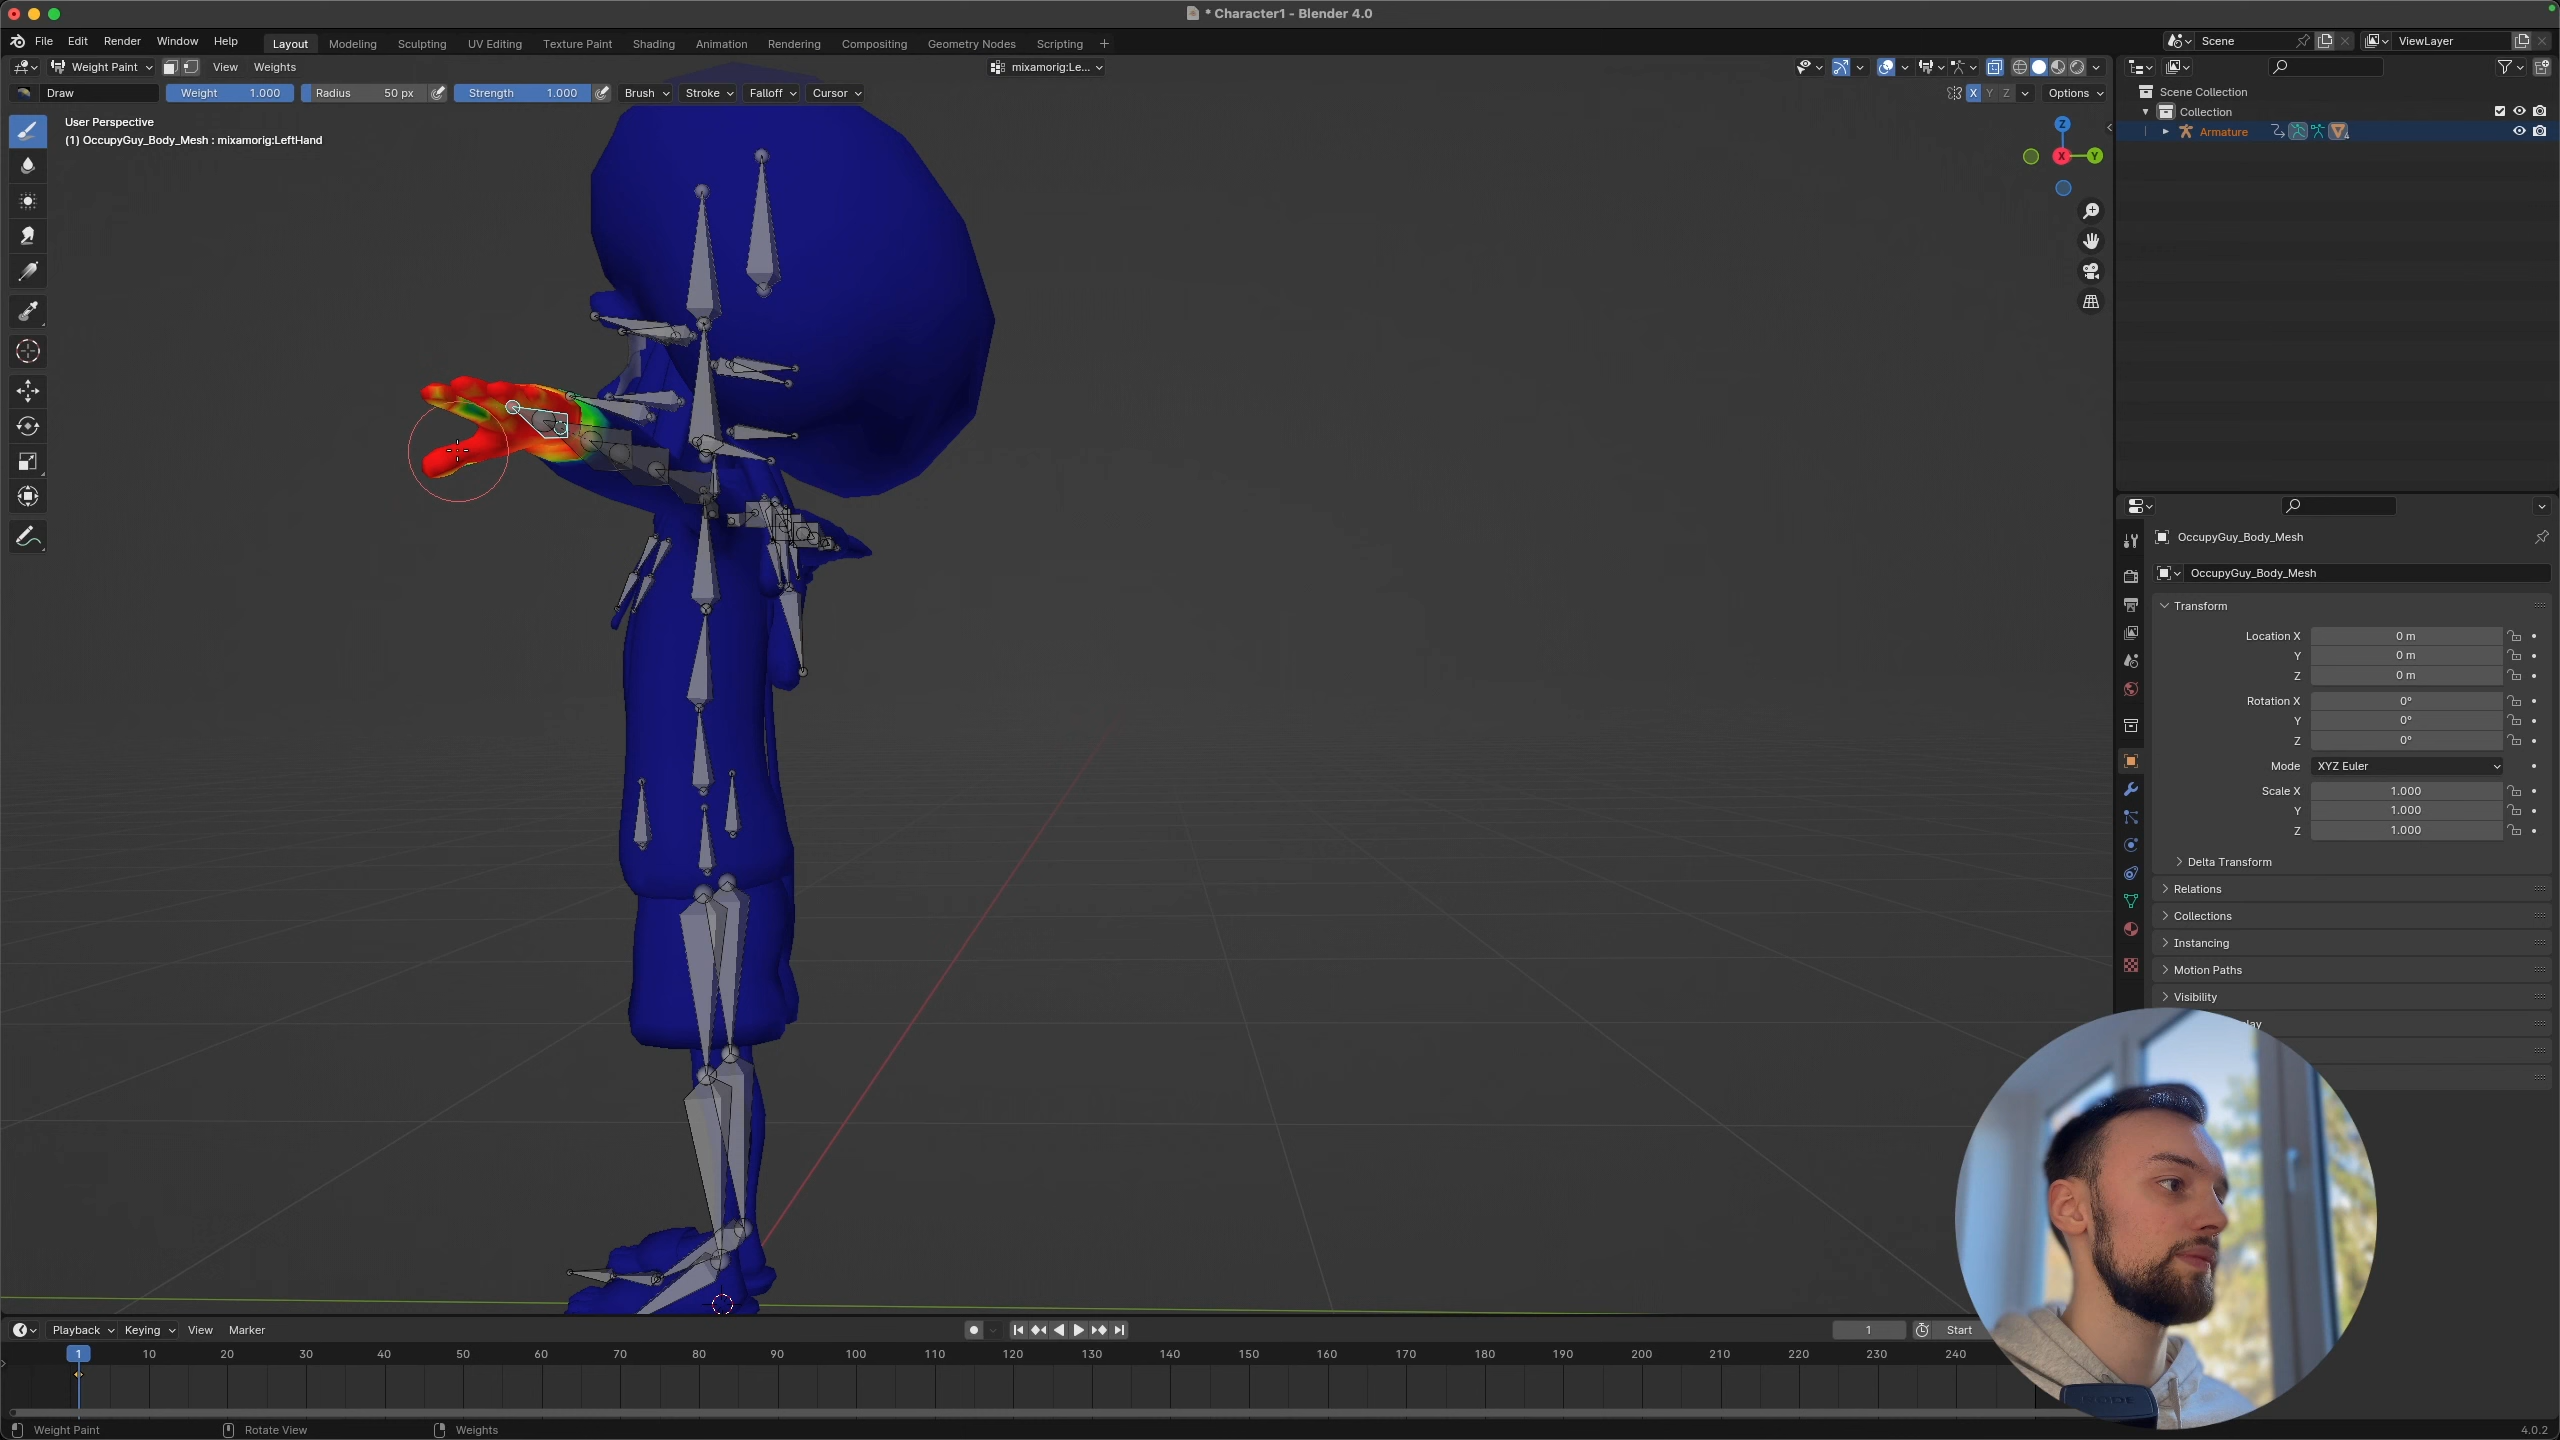 * Character1 - Blender 4.0
File Edit Render Window Help Layout Modeling Sculpting UV Editing Texture Paint Shading Animation Rendering Compositing Geometry Nodes Scripting + Scene ViewLayer
Weight Paint View Weights mixamorig:Le...
Draw Weight 1.000 Radius 50 px Strength 1.000 Brush Stroke Falloff Cursor X Y Z Options
User Perspective
(1) OccupyGuy_Body_Mesh : mixamorig:LeftHand
Z
X Y
Scene Collection
Collection
Armature
OccupyGuy_Body_Mesh
OccupyGuy_Body_Mesh
Transform
Location X 0 m
Y 0 m
Z 0 m
Rotation X 0°
Y 0°
Z 0°
Mode XYZ Euler
Scale X 1.000
Y 1.000
Z 1.000
Delta Transform
Relations
Collections
Instancing
Motion Paths
Visibility
lay
Playback Keying View Marker 1 Start
1 10 20 30 40 50 60 70 80 90 100 110 120 130 140 150 160 170 180 190 200 210 220 230 240
Weight Paint Rotate View Weights 4.0.2